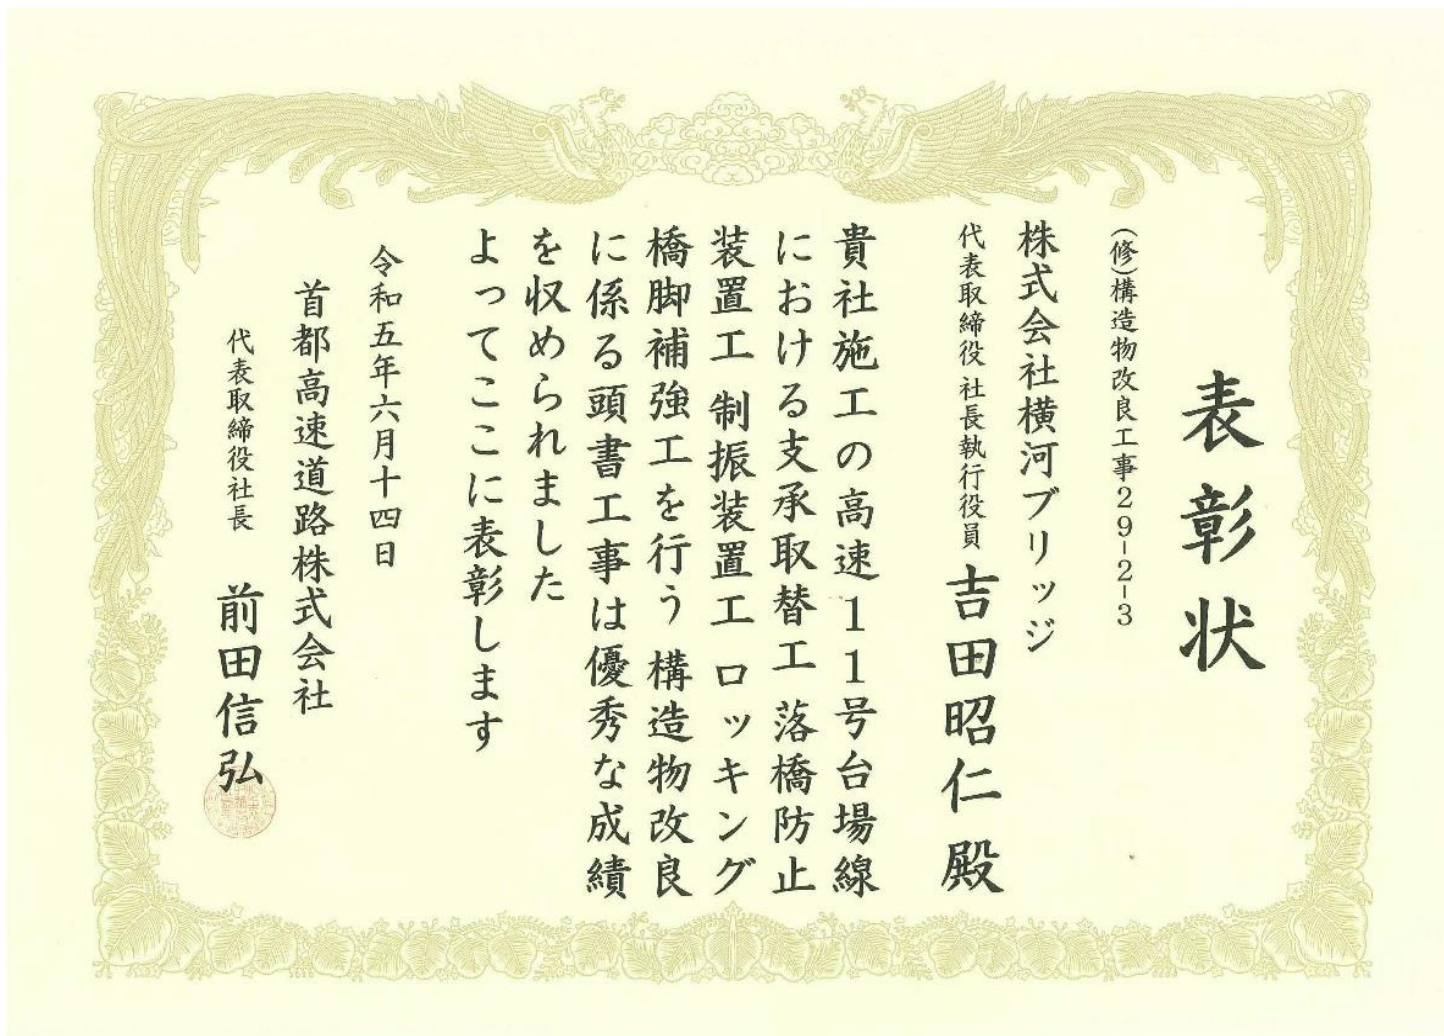 表彰状
(修)構造物改良工事29-2-3
株式会社横河ブリッジ
代表取締役 社長執行役員 吉田昭仁殿
貴社施工の高速11号台場線
における支承取替工 落橋防止
装置工 制振装置工 ロッキング
橋脚補強工を行う 構造物改良
に係る頭書工事は優秀な成績
を収められました
よってここに表彰します
令和五年六月十四日
首都高速道路株式会社
代表取締役社長 前田信弘